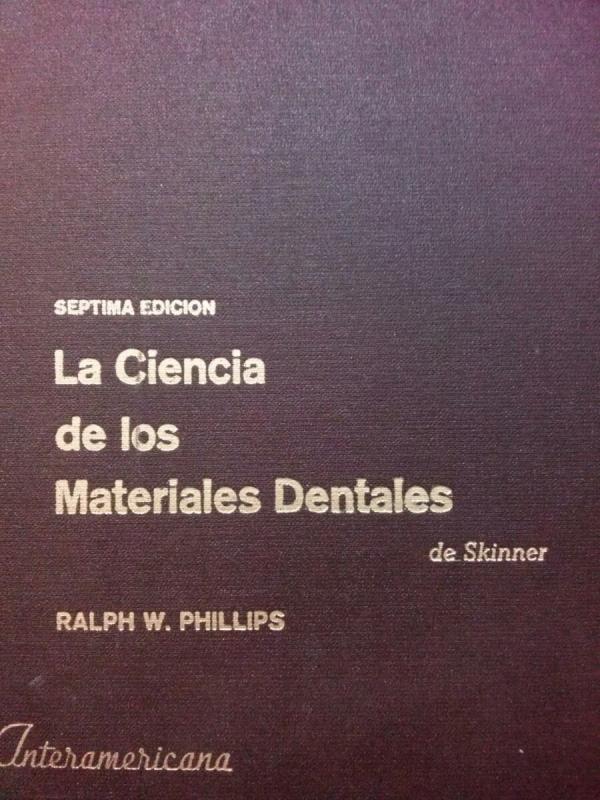 SEPTIMA EDICION
La Ciencia
de los
Materiales Dentales
de Skinner
RALPH W. PHILLIPS
Interamericana